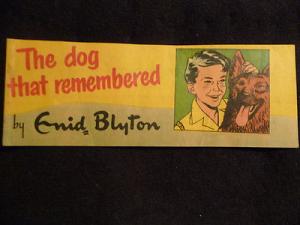 The dog
that remembered
by Enid Blyton